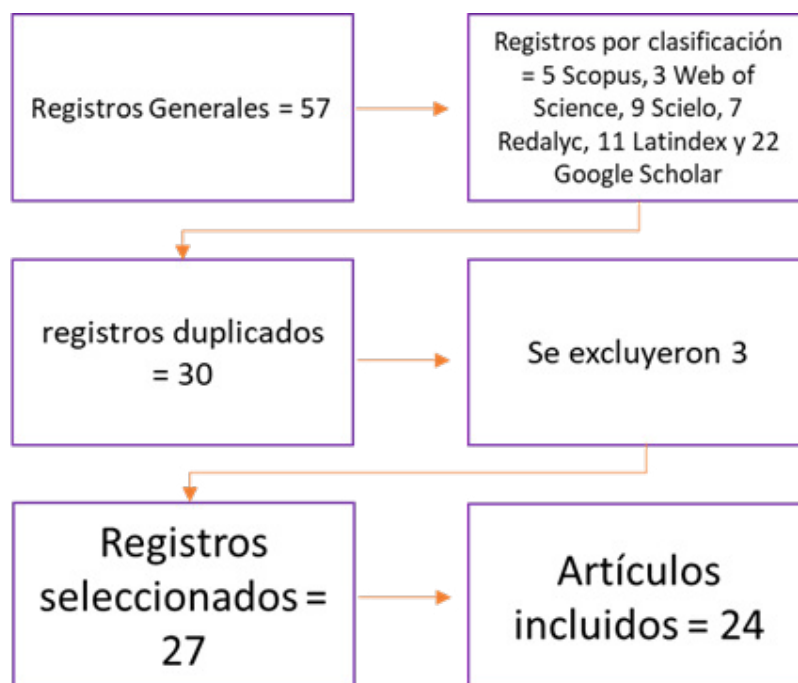 Registros Generales = 57
Registros por clasificación
= 5 Scopus, 3 Web of
Science, 9 Scielo, 7
Redalyc, 11 Latindex y 22
Google Scholar
registros duplicados
= 30
Se excluyeron 3
Registros
seleccionados =
27
Artículos
incluidos = 24